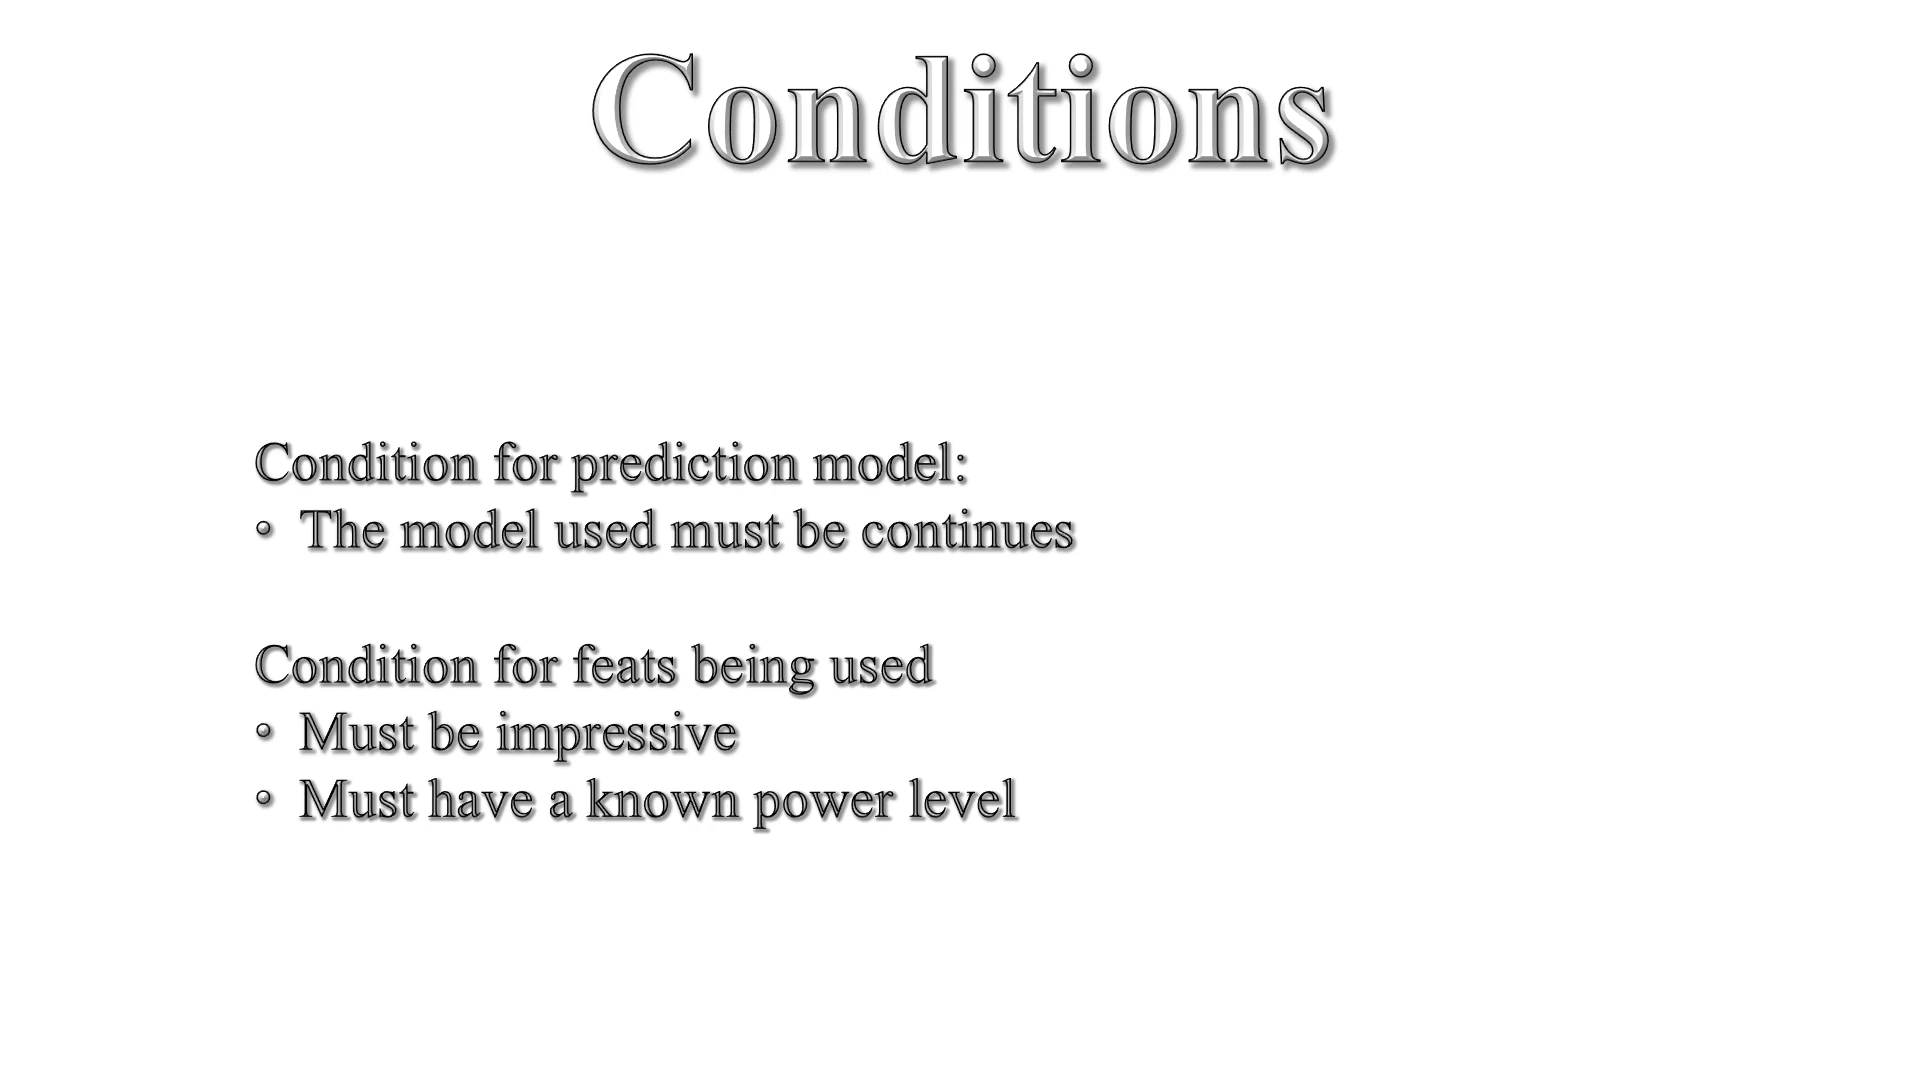 Conditions
Condition for prediction model:
• The model used must be continues
Condition for feats being used
• Must be impressive
• Must have a known power level